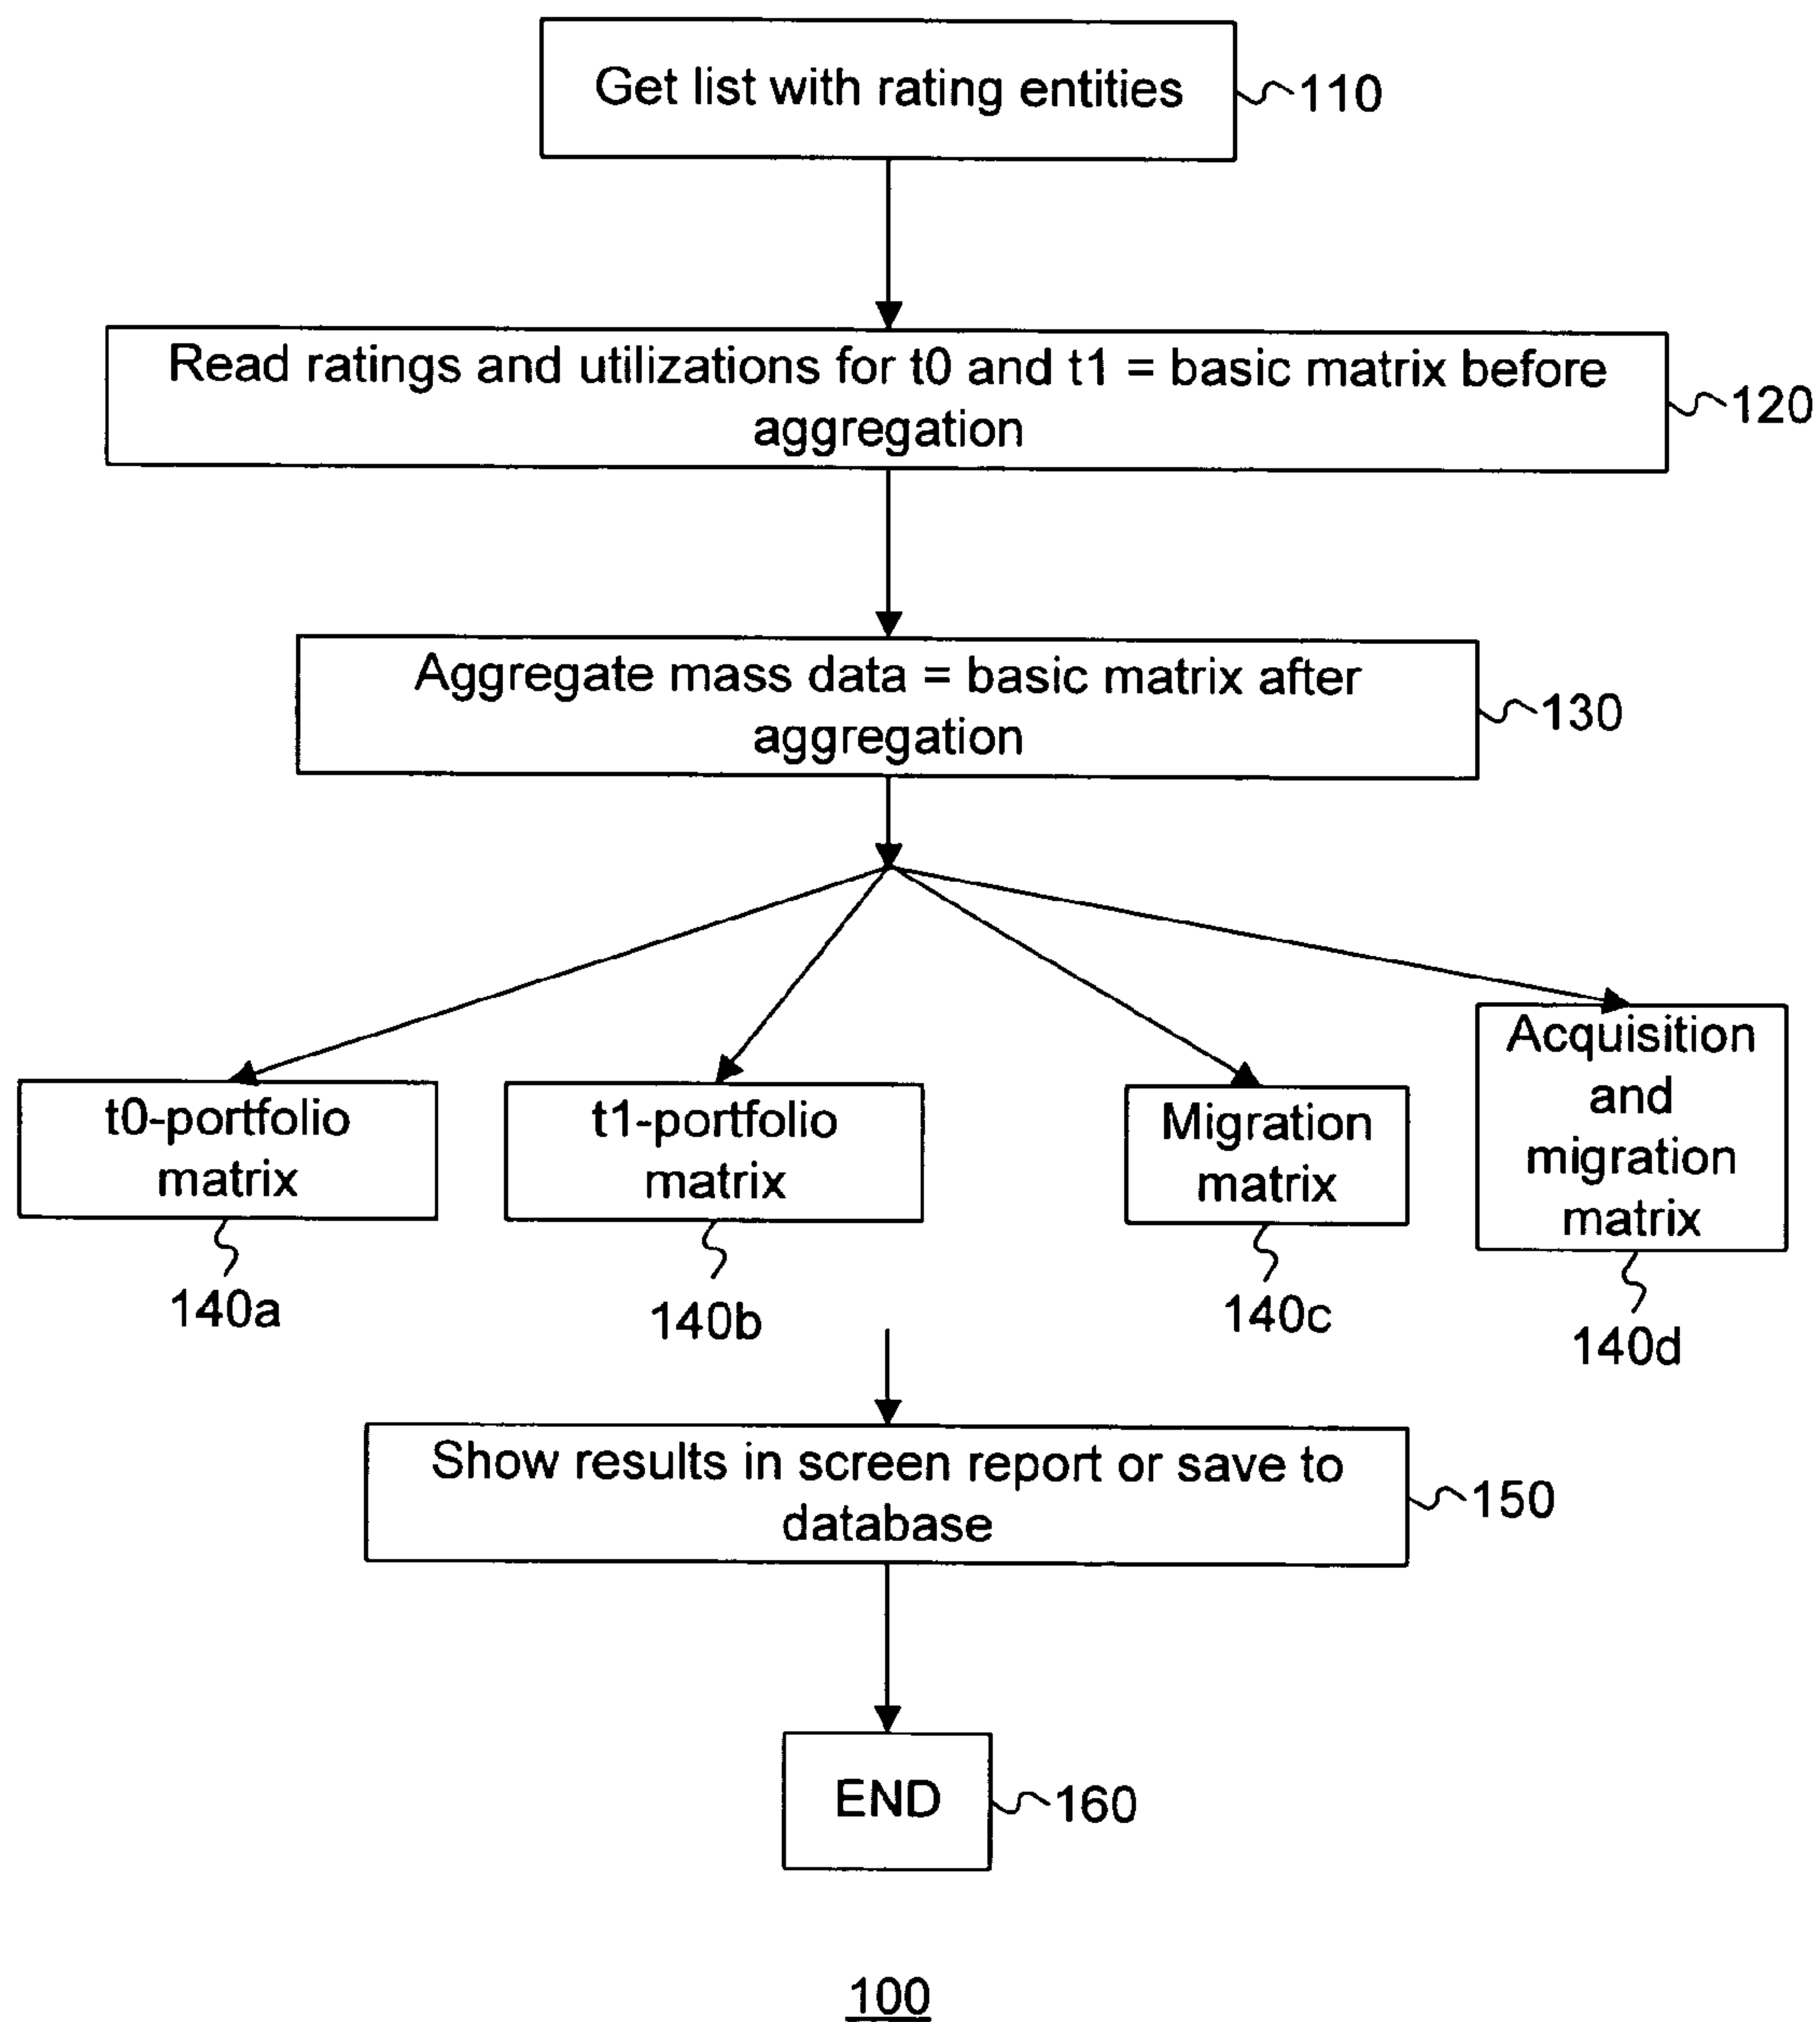 Get list with rating entities
110
Read ratings and utilizations for t0 and t1 = basic matrix before
aggregation
120
Aggregate mass data = basic matrix after
aggregation
130
t0-portfolio
matrix
140a
t1-portfolio
matrix
140b
Migration
matrix
140c
Acquisition
and
migration
matrix
140d
Show results in screen report or save to
database
150
END
160
100